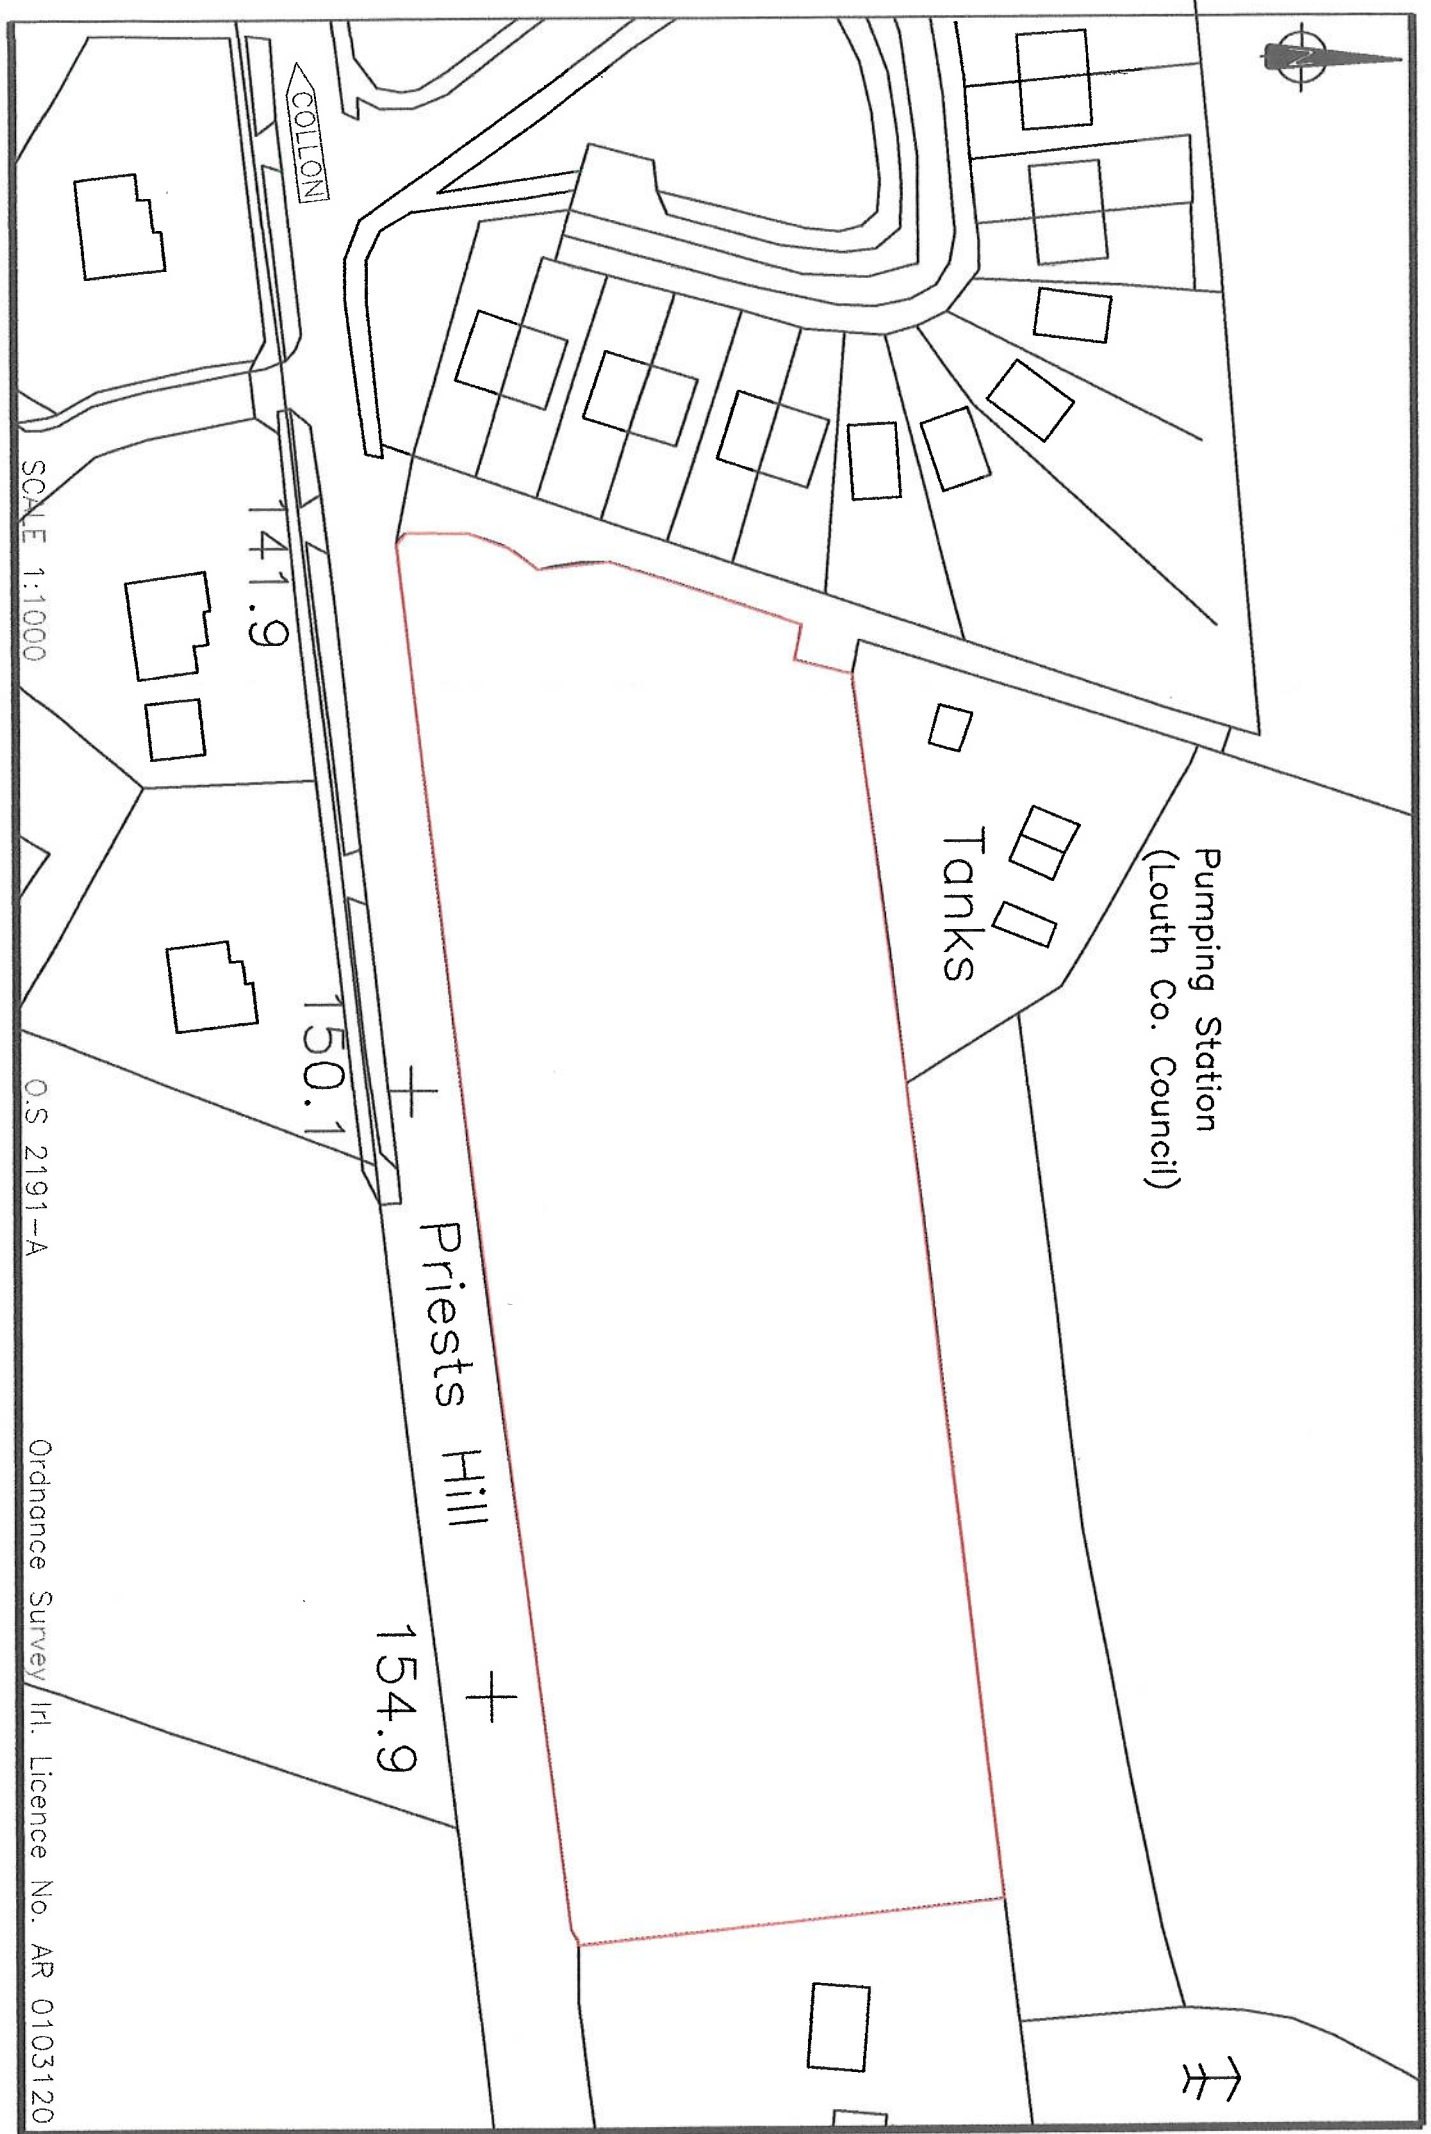 N
COLLON
Pumping Station
(Louth Co. Council)
Tanks
141.9
150.1
Priests Hill
154.9
SCALE 1:1000
O.S 2191-A
Ordnance Survey Irl. Licence No. AR 0103120